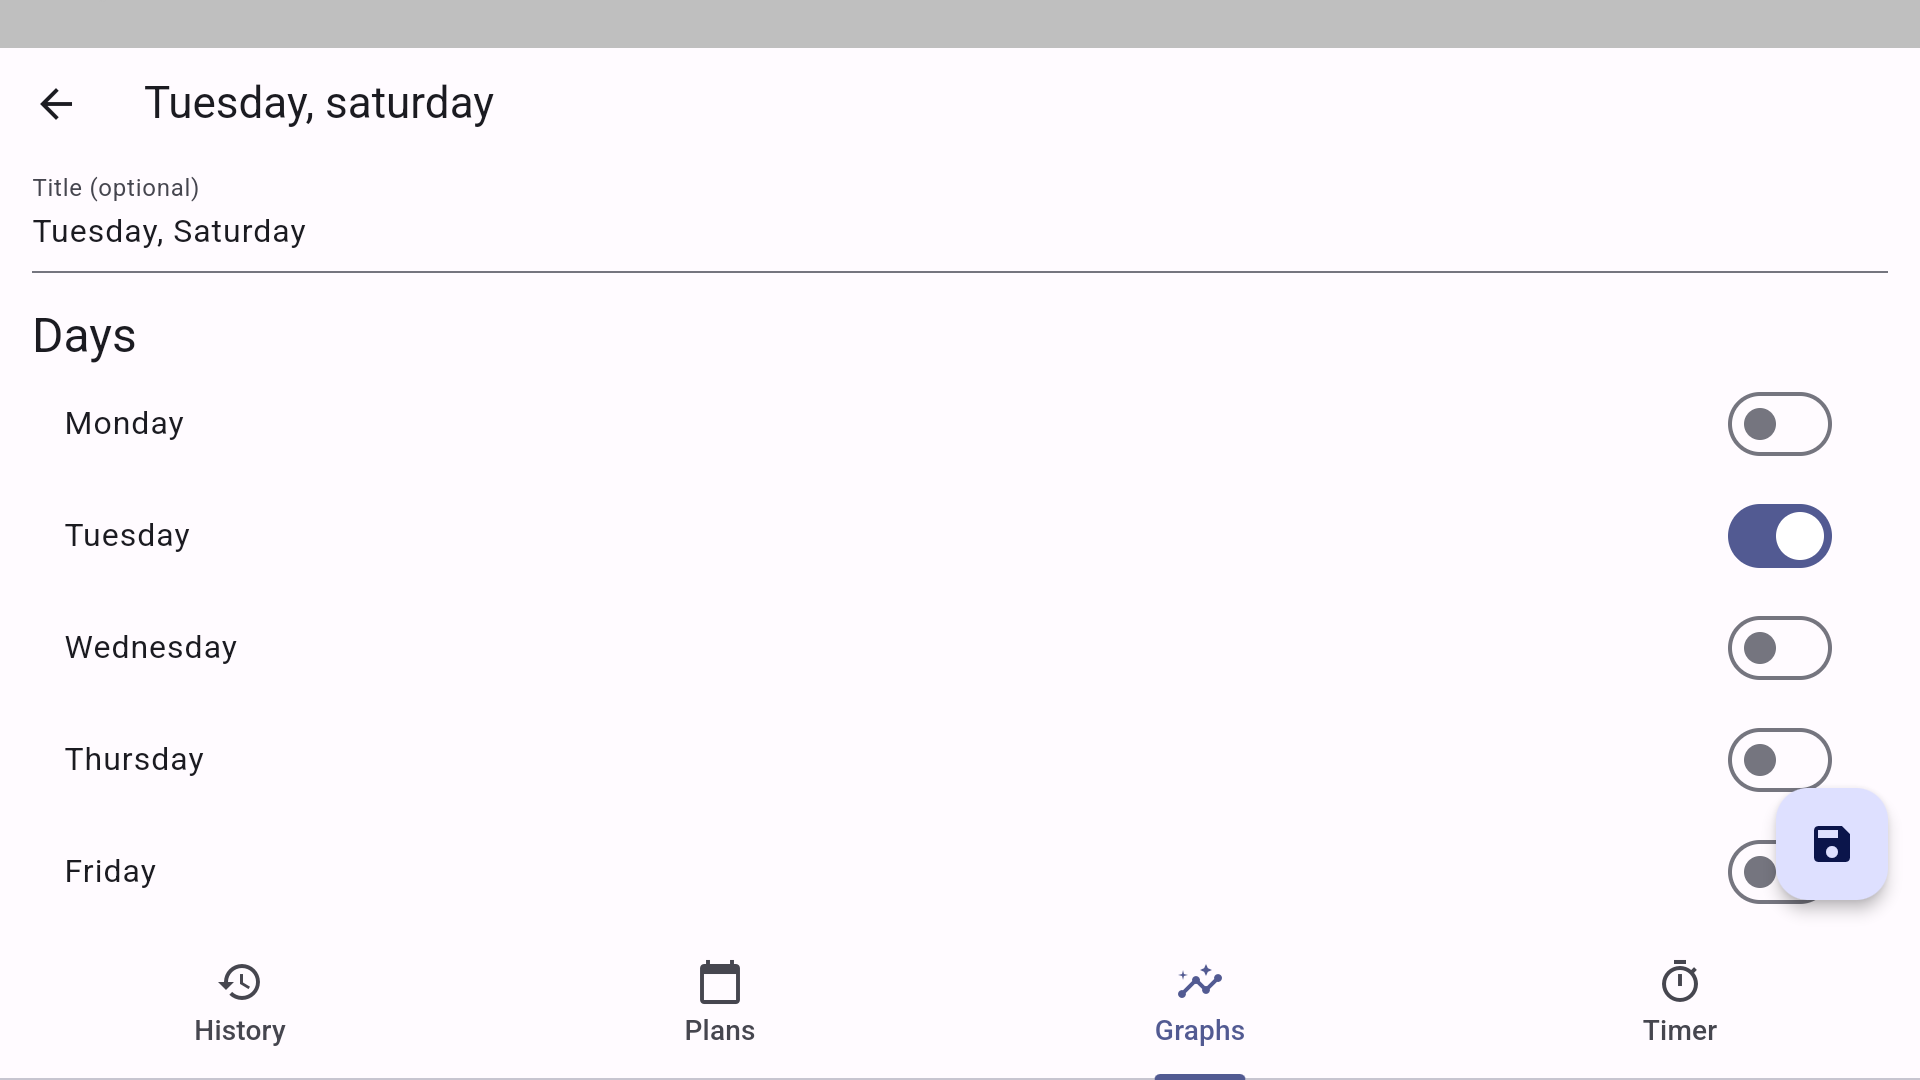 Tuesday, saturday
Title (optional)
Tuesday, Saturday
Days
Monday
Tuesday
Wednesday
Thursday
Friday
History
Plans
Graphs
Timer